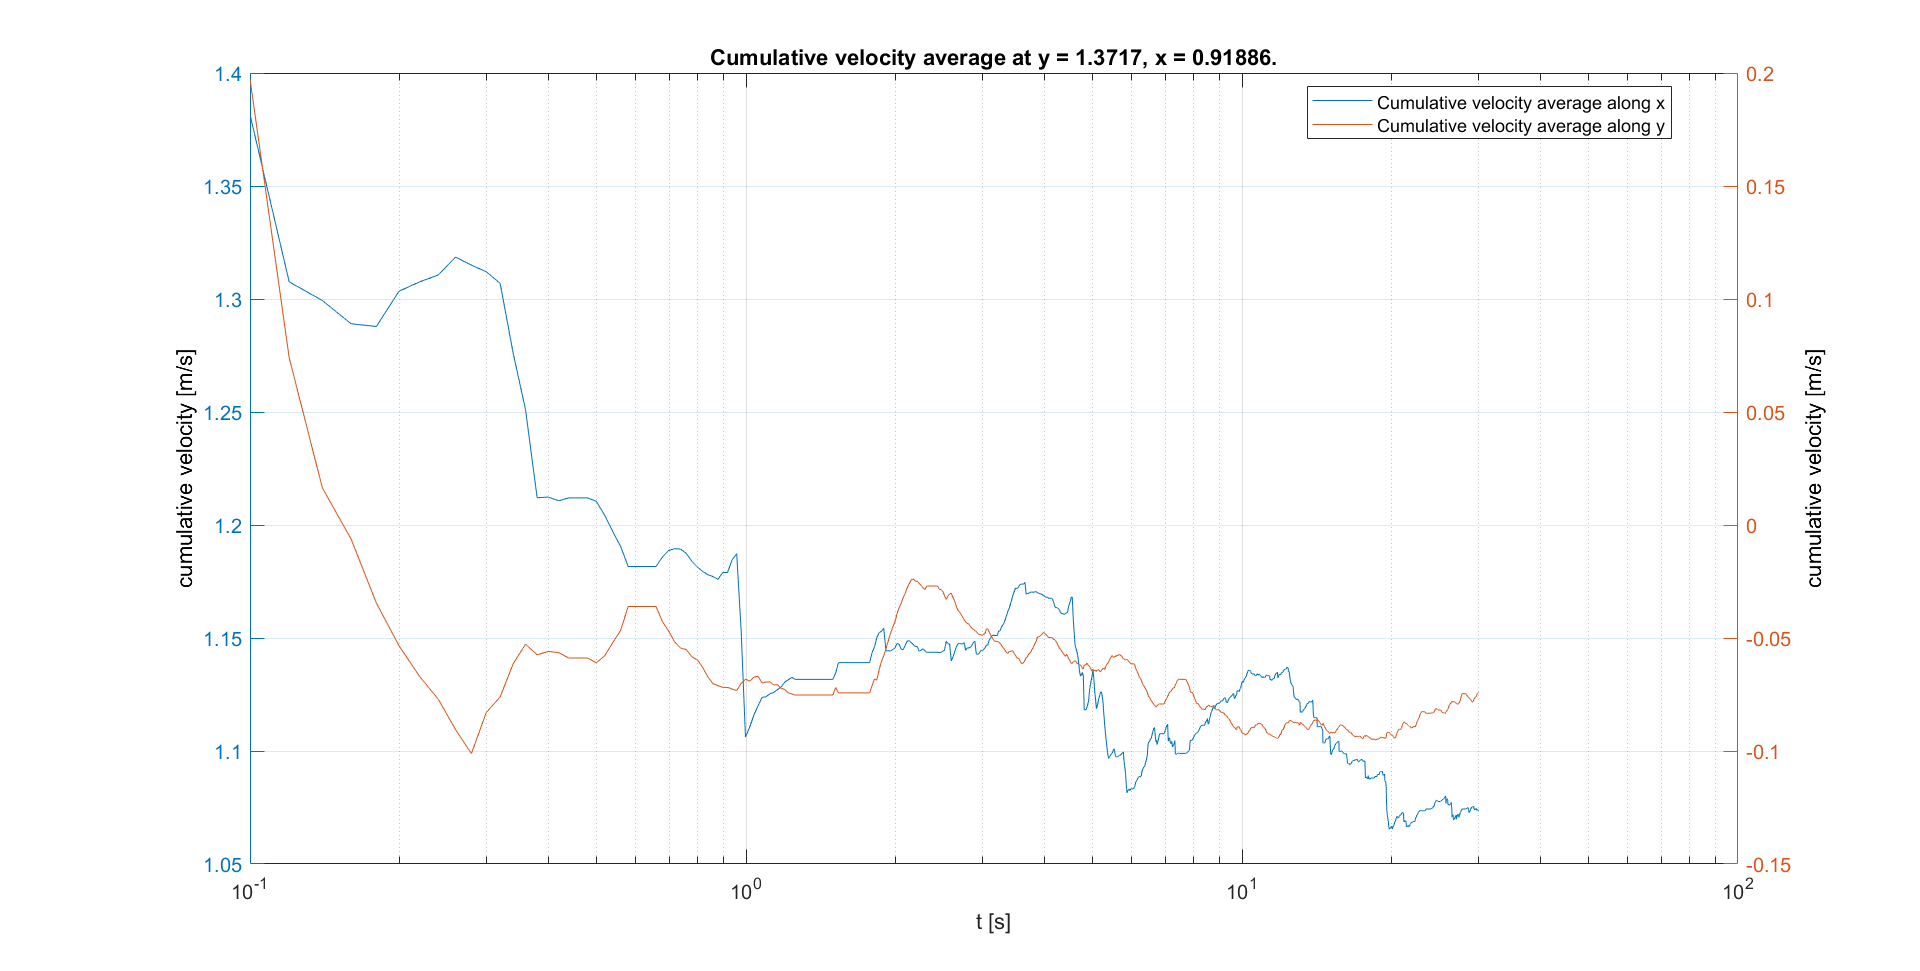 Cumulative velocity average at y = 1.3717, x = 0.91886.
Cumulative velocity average along x
Cumulative velocity average along y
cumulative velocity [m/s]
1.4
1.35
1.3
1.25
1.2
1.15
1.1
1.05
0.2
0.15
0.1
0.05
0
-0.05
-0.1
-0.15
cumulative velocity [m/s]
10^-1 10^0 10^1 10^2
t [s]